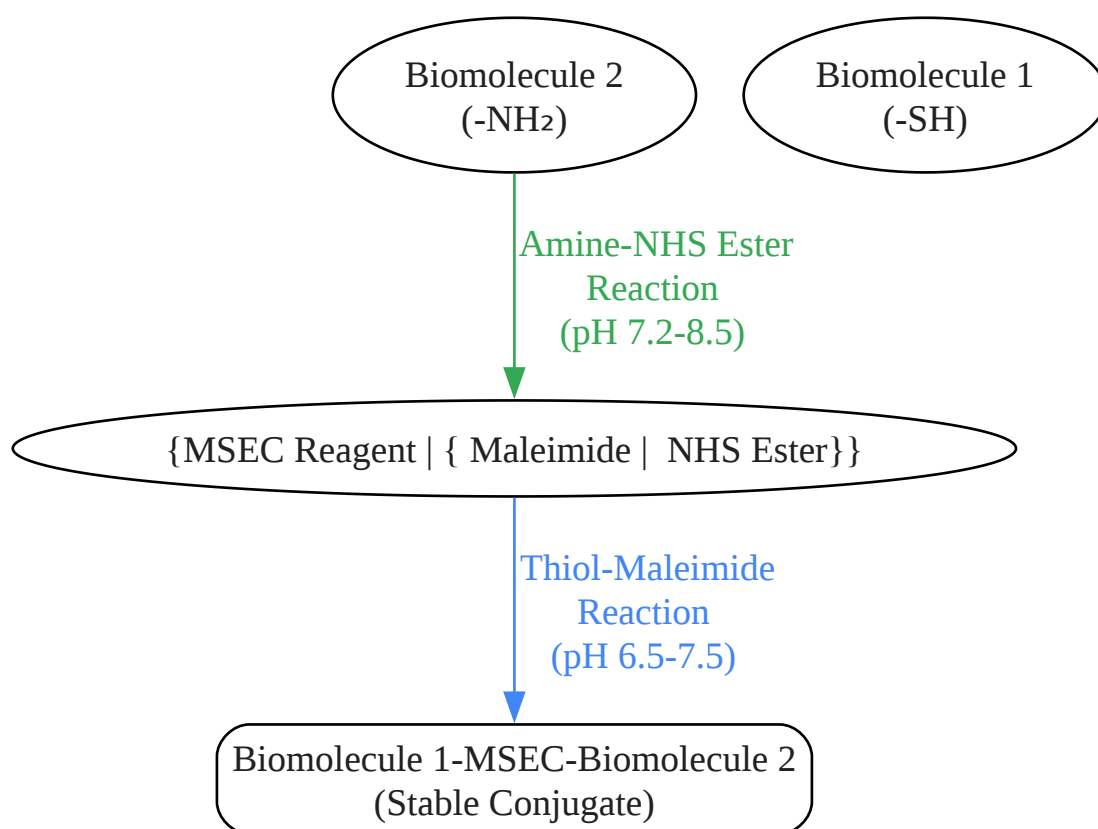 Biomolecule 2
(-NH₂)
Biomolecule 1
(-SH)
Amine-NHS Ester
Reaction
(pH 7.2-8.5)
{MSEC Reagent | { Maleimide |  NHS Ester}}
Thiol-Maleimide
Reaction
(pH 6.5-7.5)
Biomolecule 1-MSEC-Biomolecule 2
(Stable Conjugate)